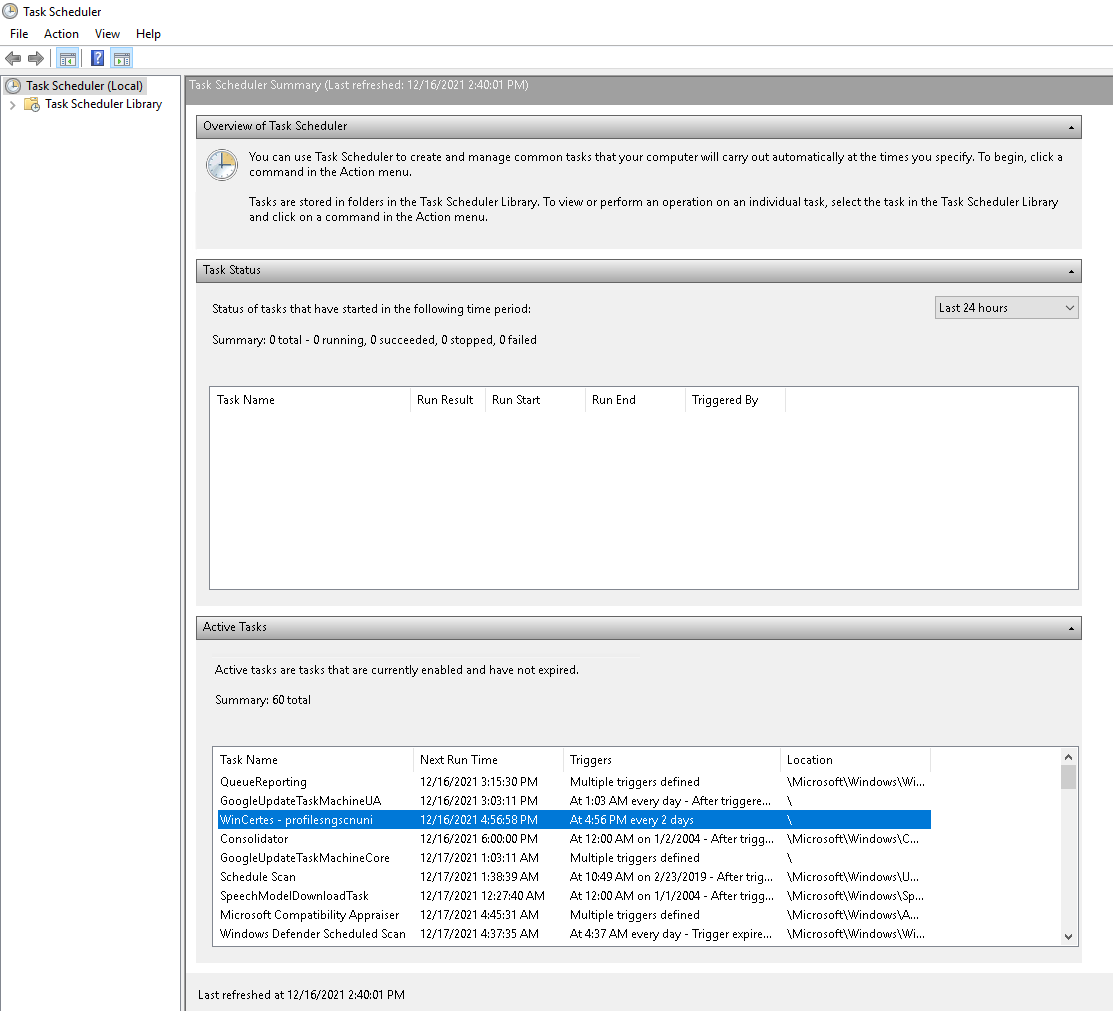 Task Scheduler
File Action View Help
?
Task Scheduler (Local)
Task Scheduler Library
Task Scheduler Summary (Last refreshed: 12/16/2021 2:40:01 PM)
Overview of Task Scheduler
You can use Task Scheduler to create and manage common tasks that your computer will carry out automatically at the times you specify. To begin, click a
command in the Action menu.
Tasks are stored in folders in the Task Scheduler Library. To view or perform an operation on an individual task, select the task in the Task Scheduler Library
and click on a command in the Action menu.
Task Status
Status of tasks that have started in the following time period:
Last 24 hours
Summary: 0 total - 0 running, 0 succeeded, 0 stopped, 0 failed
Task Name Run Result Run Start Run End Triggered By
Active Tasks
Active tasks are tasks that are currently enabled and have not expired.
Summary: 60 total
Task Name Next Run Time Triggers Location
QueueReporting 12/16/2021 3:15:30 PM Multiple triggers defined \Microsoft\Windows\Wi...
GoogleUpdateTaskMachineUA 12/16/2021 3:03:11 PM At 1:03 AM every day - After triggere... \
WinCertes - profilesngscnuni 12/16/2021 4:56:58 PM At 4:56 PM every 2 days \
Consolidator 12/16/2021 6:00:00 PM At 12:00 AM on 1/2/2004 - After trigg... \Microsoft\Windows\C...
GoogleUpdateTaskMachineCore 12/17/2021 1:03:11 AM Multiple triggers defined \
Schedule Scan 12/17/2021 1:38:39 AM At 10:49 AM on 2/23/2019 - After trig... \Microsoft\Windows\U...
SpeechModelDownloadTask 12/17/2021 12:27:40 AM At 12:00 AM on 1/1/2004 - After trig... \Microsoft\Windows\Sp...
Microsoft Compatibility Appraiser 12/17/2021 4:45:31 AM Multiple triggers defined \Microsoft\Windows\A...
Windows Defender Scheduled Scan 12/17/2021 4:37:35 AM At 4:37 AM every day - Trigger expire... \Microsoft\Windows\Wi...
Last refreshed at 12/16/2021 2:40:01 PM